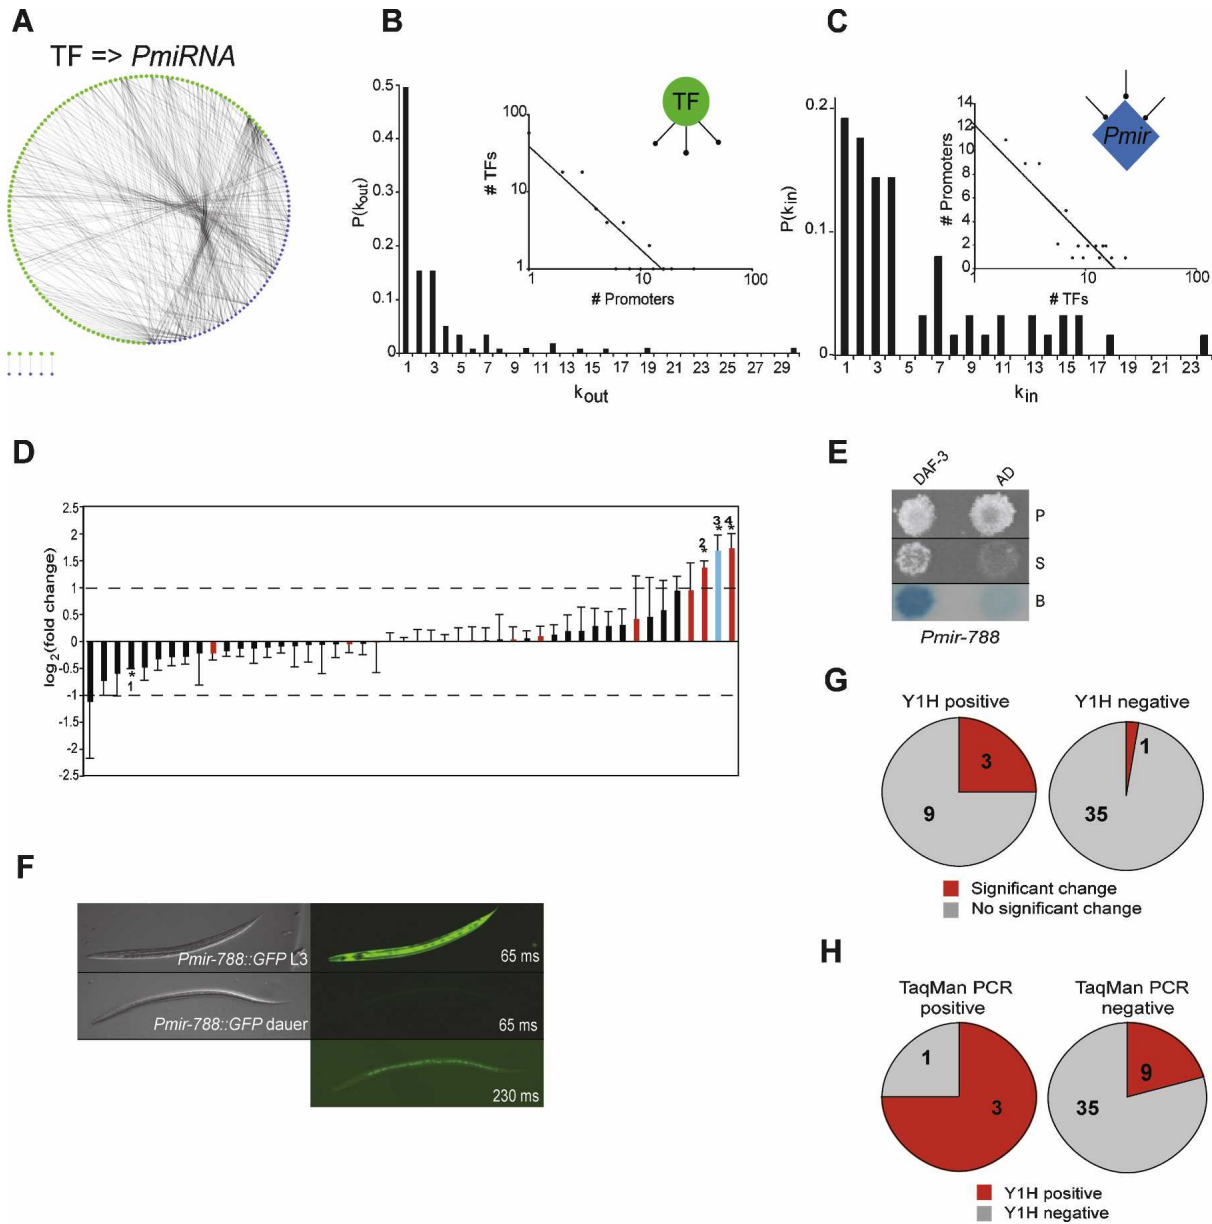 A
TF => PmiRNA
B
P(kout)
0.5
0.4
0.3
0.2
0.1
0
1 3 5 7 9 11 13 15 17 19 21 23 25 27 29
kout
# TFs
100
10
1
1 10 100
# Promoters
TF
C
P(kin)
0.2
0.1
0
1 3 5 7 9 11 13 15 17 19 21 23
kin
# Promoters
14
12
10
8
6
4
2
0
1 10 100
# TFs
Pmir
D
log2(fold change)
2.5
2
1.5
1
0.5
0
-0.5
-1
-1.5
-2
-2.5
* 1
2 *
3 *
4 *
E
DAF-3 AD
P
S
B
Pmir-788
F
Pmir-788::GFP L3
65 ms
Pmir-788::GFP dauer
65 ms
230 ms
G
Y1H positive
3
9
Y1H negative
1
35
Significant change
No significant change
H
TaqMan PCR
positive
1
3
TaqMan PCR
negative
9
35
Y1H positive
Y1H negative